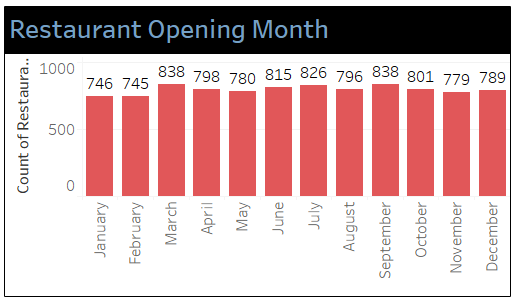 Restaurant Opening Month
Count of Restaura..
1000
500
0
746 745 838 798 780 815 826 796 838 801 779 789
January
February
March
April
May
June
July
August
September
October
November
December